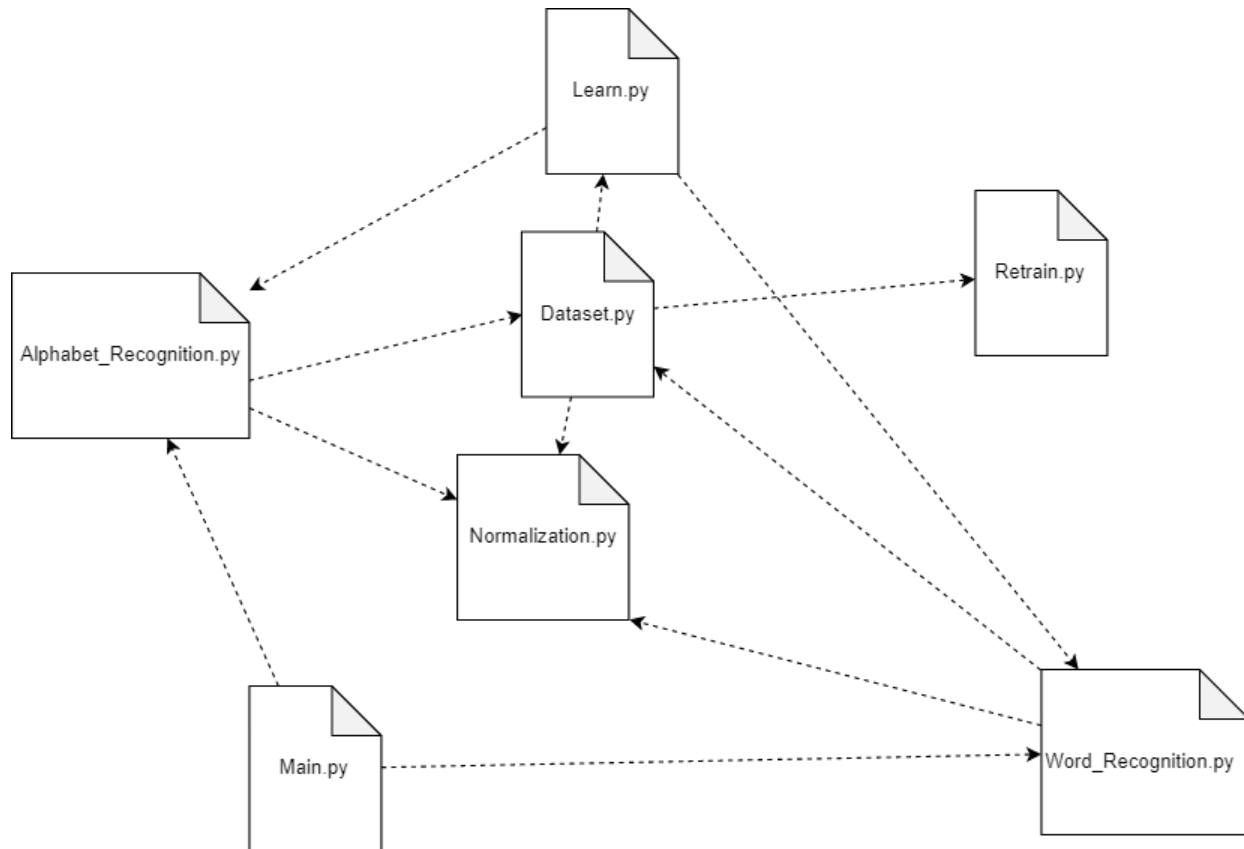 Learn.py
Retrain.py
Dataset.py
Alphabet_Recognition.py
Normalization.py
Main.py
Word_Recognition.py